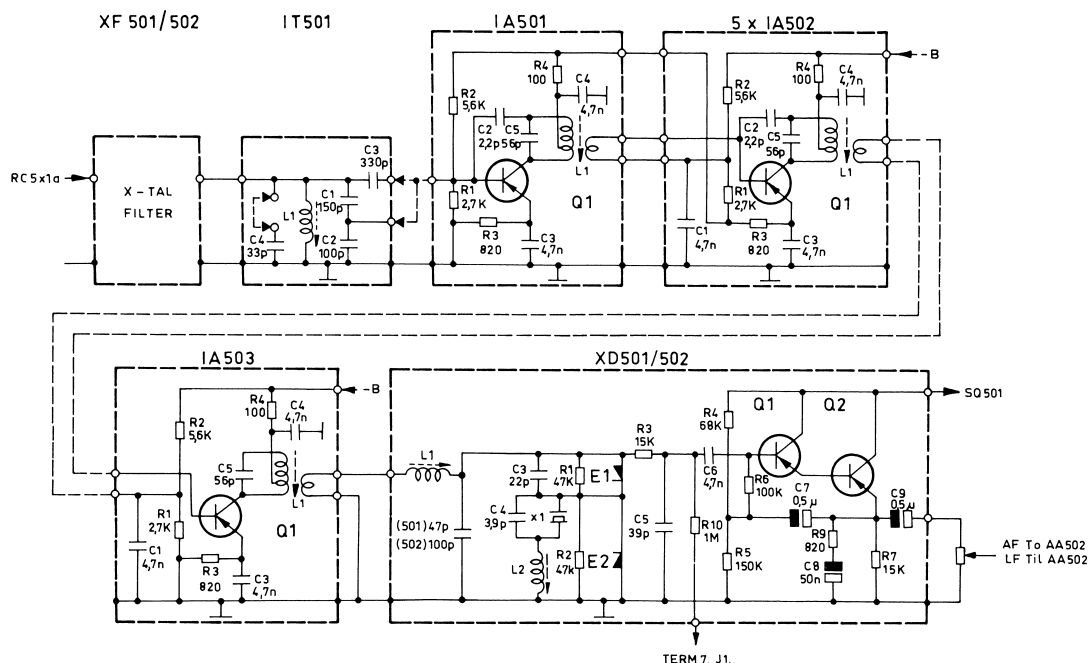 XF 501/502
IT501
IA501
5 x IA502
RC5x1a
X-TAL
FILTER
C3
330p
C1
150p
L1
C4
33p
C2
100p
R4
100
C4
4,7n
R2
5,6K
C2
2,2p
C5
56p
L1
R1
2,7K
Q1
R3
820
C3
4,7n
-B
R4
100
C4
4,7n
R2
5,6K
C2
2,2p
C5
56p
L1
R1
2,7K
Q1
C1
4,7n
R3
820
C3
4,7n
IA503
XD501/502
-B
R4
100
C4
4,7n
R2
5,6K
C5
56p
L1
R1
2,7K
Q1
C1
4,7n
R3
820
C3
4,7n
L1
(501) 47p
(502) 100p
C3
22p
R1
47K
E1
C4
3,9p
x1
L2
R2
47k
E2
R3
15K
C5
39p
R10
1M
C6
4,7n
R4
68K
Q1
Q2
SQ501
R6
100K
C7
0,5µ
C9
0,5µ
R5
150K
R9
820
C8
50n
R7
15K
AF To AA502
LF Til AA502
TERM 7. J1.